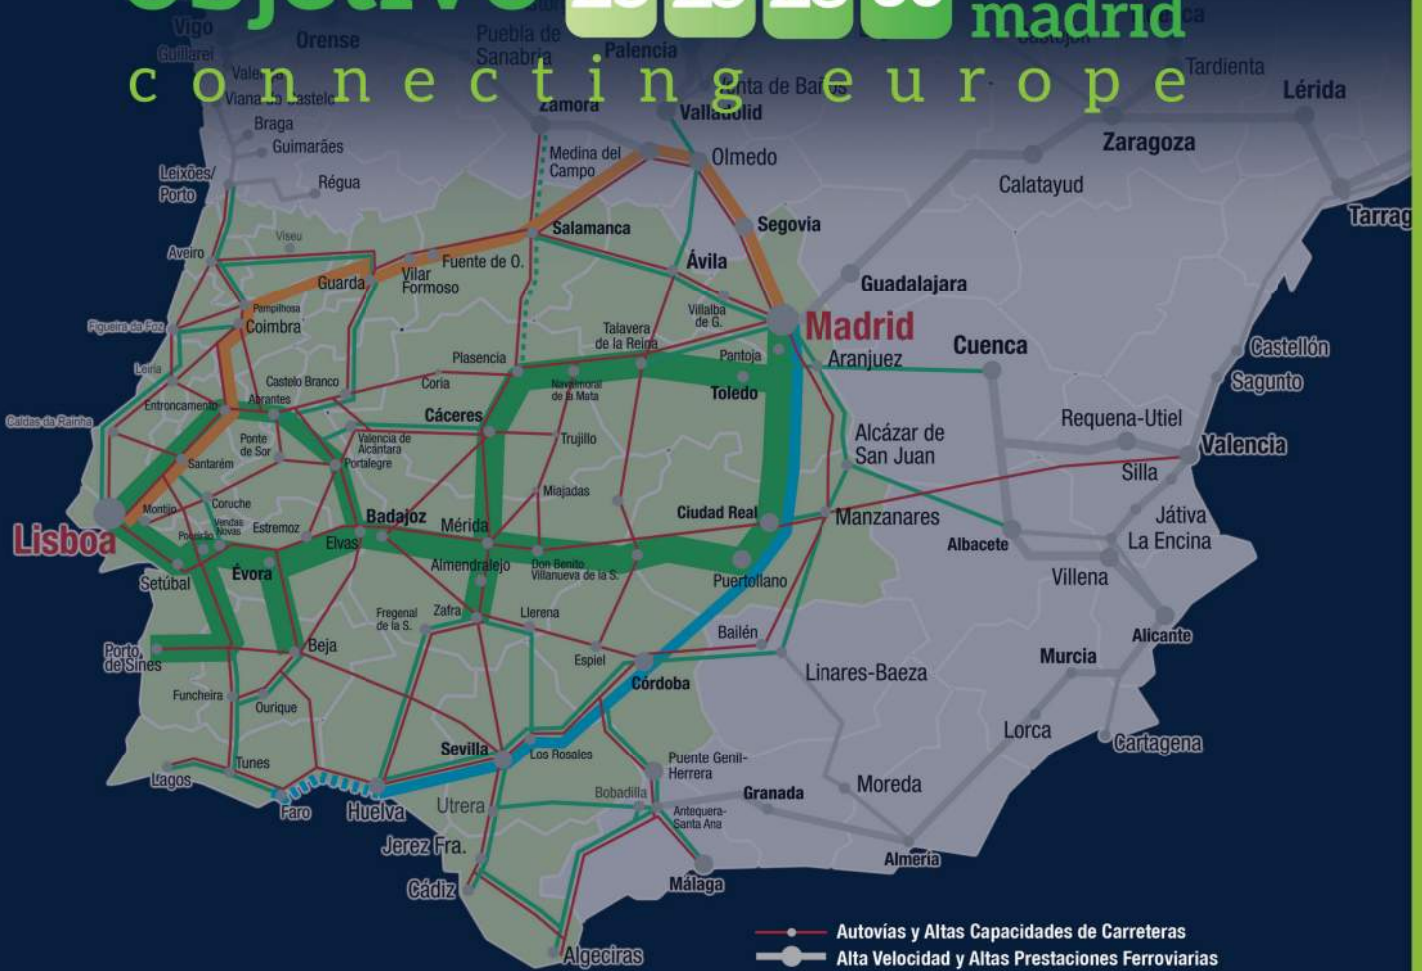 madrid
connecting europe
Vigo
Orense
Puebla de
Sanabria
Palencia
Guillarei
Tardienta
Viana do Castelo
Venta de Baños
Lérida
Zamora
Valladolid
Braga
Zaragoza
Guimarães
Medina del
Campo
Olmedo
Leixões/
Porto
Régua
Calatayud
Salamanca
Segovia
Viseu
Aveiro
Fuente de O.
Ávila
Guarda
Vilar
Formoso
Guadalajara
Pampilhosa
Villalba
de G.
Figueira da Foz
Coimbra
Madrid
Talavera
de la Reina
Plasencia
Pantoja
Aranjuez
Cuenca
Castellón
Leiria
Castelo Branco
Coria
Navalmoral
de la Mata
Toledo
Sagunto
Entroncamento
Abrantes
Cáceres
Caldas da Rainha
Requena-Utiel
Ponte
de Sor
Valencia de
Alcántara
Trujillo
Alcázar de
San Juan
Valencia
Santarém
Portalegre
Silla
Miajadas
Montijo
Coruche
Vendas
Novas
Estremoz
Badajoz
Mérida
Ciudad Real
Manzanares
Játiva
Lisboa
Elvas
Albacete
La Encina
Setúbal
Évora
Almendralejo
Don Benito
Villanueva de la S.
Puertollano
Villena
Fregenal
de la S.
Zafra
Llerena
Bailén
Alicante
Porto
de Sines
Beja
Espiel
Murcia
Linares-Baeza
Córdoba
Funcheira
Ourique
Lorca
Cartagena
Sevilla
Los Rosales
Tunes
Puente Genil-
Herrera
Lagos
Moreda
Faro
Huelva
Utrera
Bobadilla
Granada
Antequera-
Santa Ana
Jerez Fra.
Almería
Cádiz
Málaga
Algeciras
Autovías y Altas Capacidades de Carreteras
Alta Velocidad y Altas Prestaciones Ferroviarias